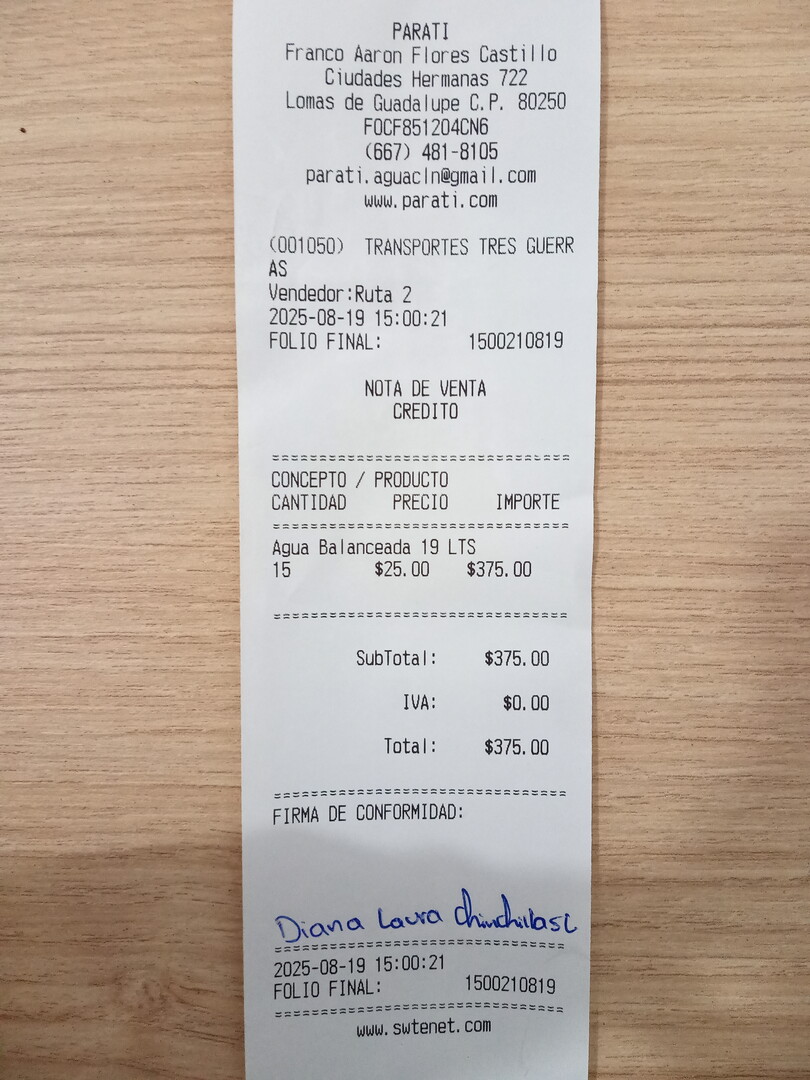 PARATI
Franco Aaron Flores Castillo
Ciudades Hermanas 722
Lomas de Guadalupe C.P. 80250
FOCF851204CN6
(667) 481-8105
parati.aguacln@gmail.com
www.parati.com
(001050) TRANSPORTES TRES GUERR
AS
Vendedor:Ruta 2
2025-08-19 15:00:21
FOLIO FINAL: 1500210819
NOTA DE VENTA
CREDITO
===============================
CONCEPTO / PRODUCTO
CANTIDAD PRECIO IMPORTE
===============================
Agua Balanceada 19 LTS
15 $25.00 $375.00
===============================
SubTotal: $375.00
IVA: $0.00
Total: $375.00
===============================
FIRMA DE CONFORMIDAD:
Diana Laura Chinchillas
===============================
2025-08-19 15:00:21
FOLIO FINAL: 1500210819
===============================
www.swtenet.com